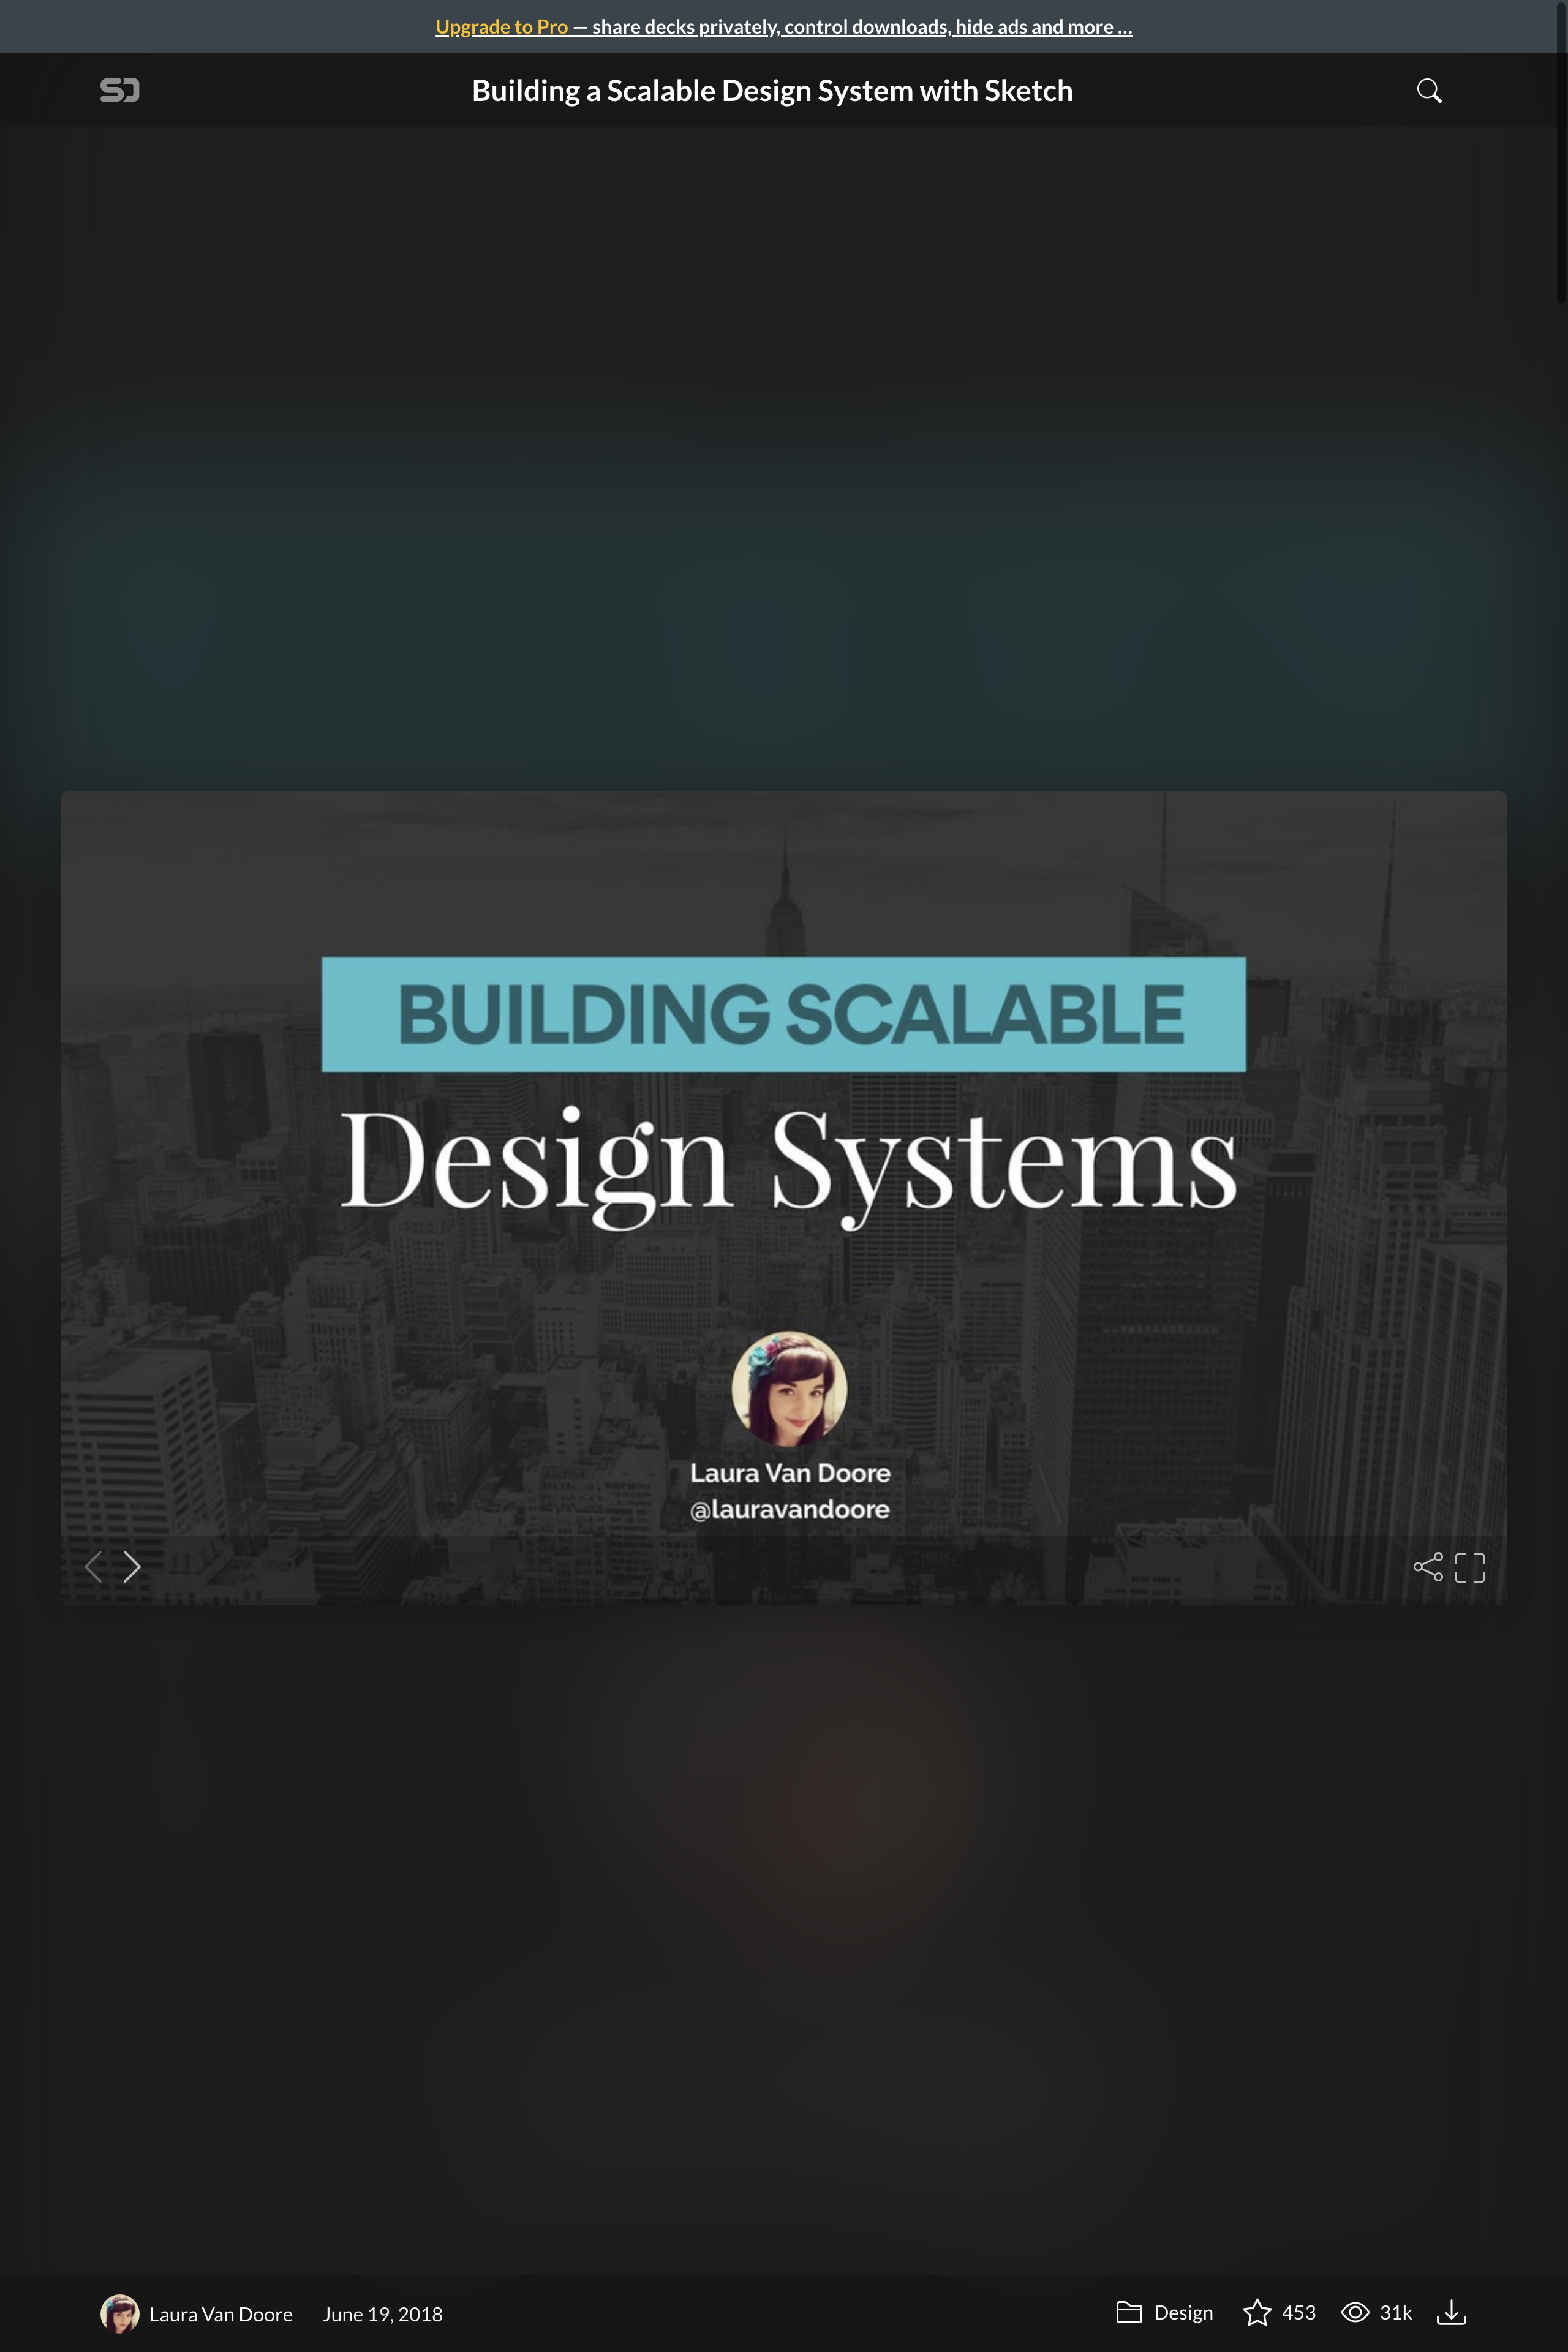 Upgrade to Pro — share decks privately, control downloads, hide ads and more …
Building a Scalable Design System with Sketch
BUILDING SCALABLE
Design Systems
Laura Van Doore
@lauravandoore
Laura Van Doore June 19, 2018 Design 453 31k